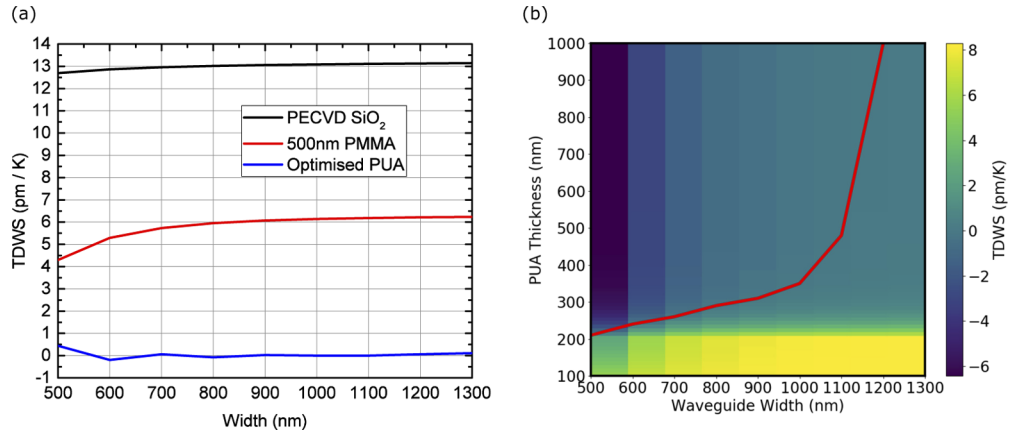 (a)
14
13
12
11
10
9
8
7
6
5
4
3
2
1
0
-1
TDWS (pm / K)
PECVD SiO₂
500nm PMMA
Optimised PUA
500 600 700 800 900 1000 1100 1200 1300
Width (nm)
(b)
1000
900
800
700
600
500
400
300
200
100
PUA Thickness (nm)
500 600 700 800 900 1000 1100 1200 1300
Waveguide Width (nm)
8
6
4
2
0
−2
−4
−6
TDWS (pm/K)